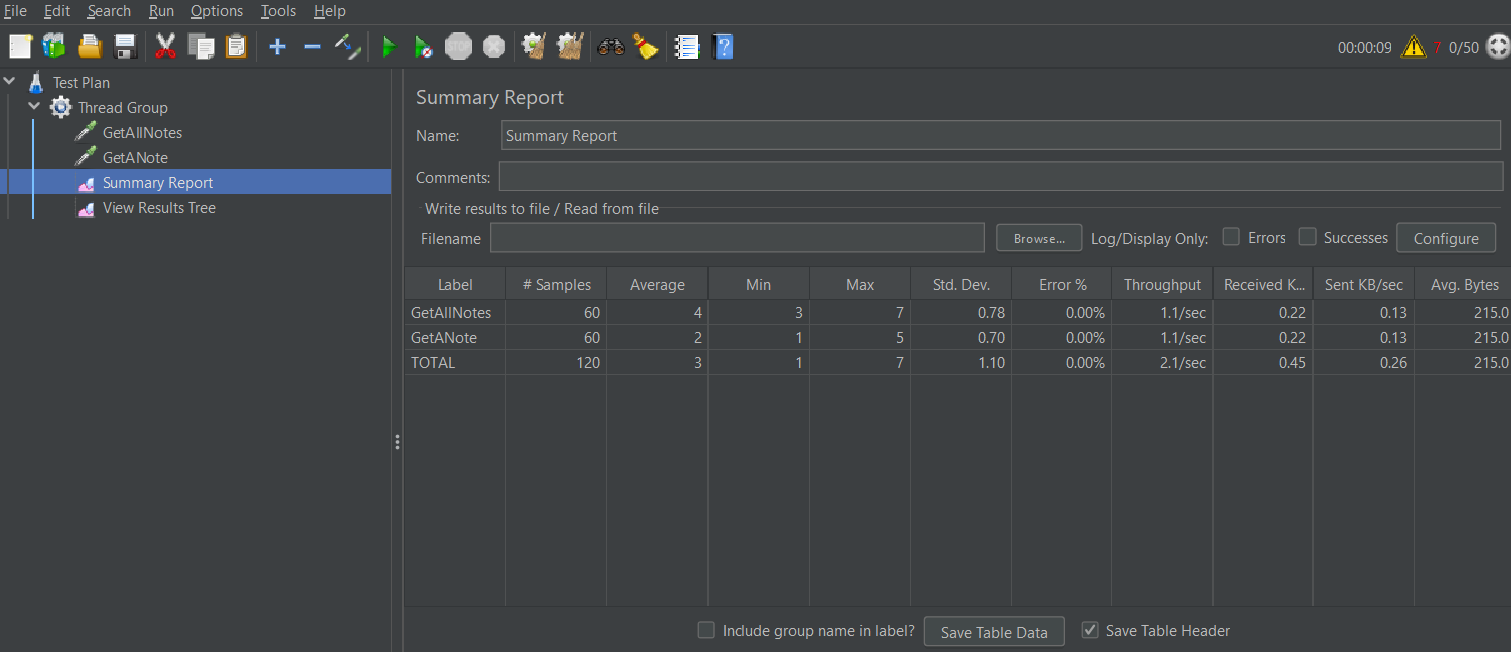 File Edit Search Run Options Tools Help
STOP
00:00:09 7 0/50
Test Plan
Thread Group
GetAllNotes
GetANote
Summary Report
View Results Tree
Summary Report
Name: Summary Report
Comments:
Write results to file / Read from file
Filename Browse... Log/Display Only: Errors Successes Configure
Label # Samples Average Min Max Std. Dev. Error % Throughput Received K... Sent KB/sec Avg. Bytes
GetAllNotes 60 4 3 7 0.78 0.00% 1.1/sec 0.22 0.13 215.0
GetANote 60 2 1 5 0.70 0.00% 1.1/sec 0.22 0.13 215.0
TOTAL 120 3 1 7 1.10 0.00% 2.1/sec 0.45 0.26 215.0
Include group name in label? Save Table Data Save Table Header